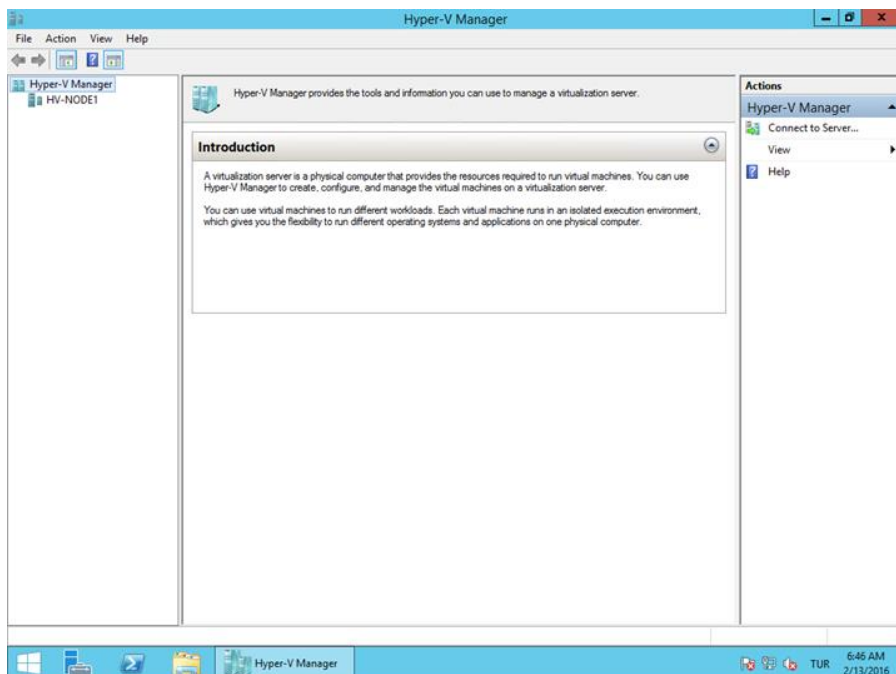 Hyper-V Manager
File Action View Help
Hyper-V Manager
HV-NODE1
Hyper-V Manager provides the tools and information you can use to manage a virtualization server.
Introduction
A virtualization server is a physical computer that provides the resources required to run virtual machines. You can use
Hyper-V Manager to create, configure, and manage the virtual machines on a virtualization server.
You can use virtual machines to run different workloads. Each virtual machine runs in an isolated execution environment,
which gives you the flexibility to run different operating systems and applications on one physical computer.
Actions
Hyper-V Manager
Connect to Server...
View
Help
Hyper-V Manager
TUR
6:46 AM
2/13/2016